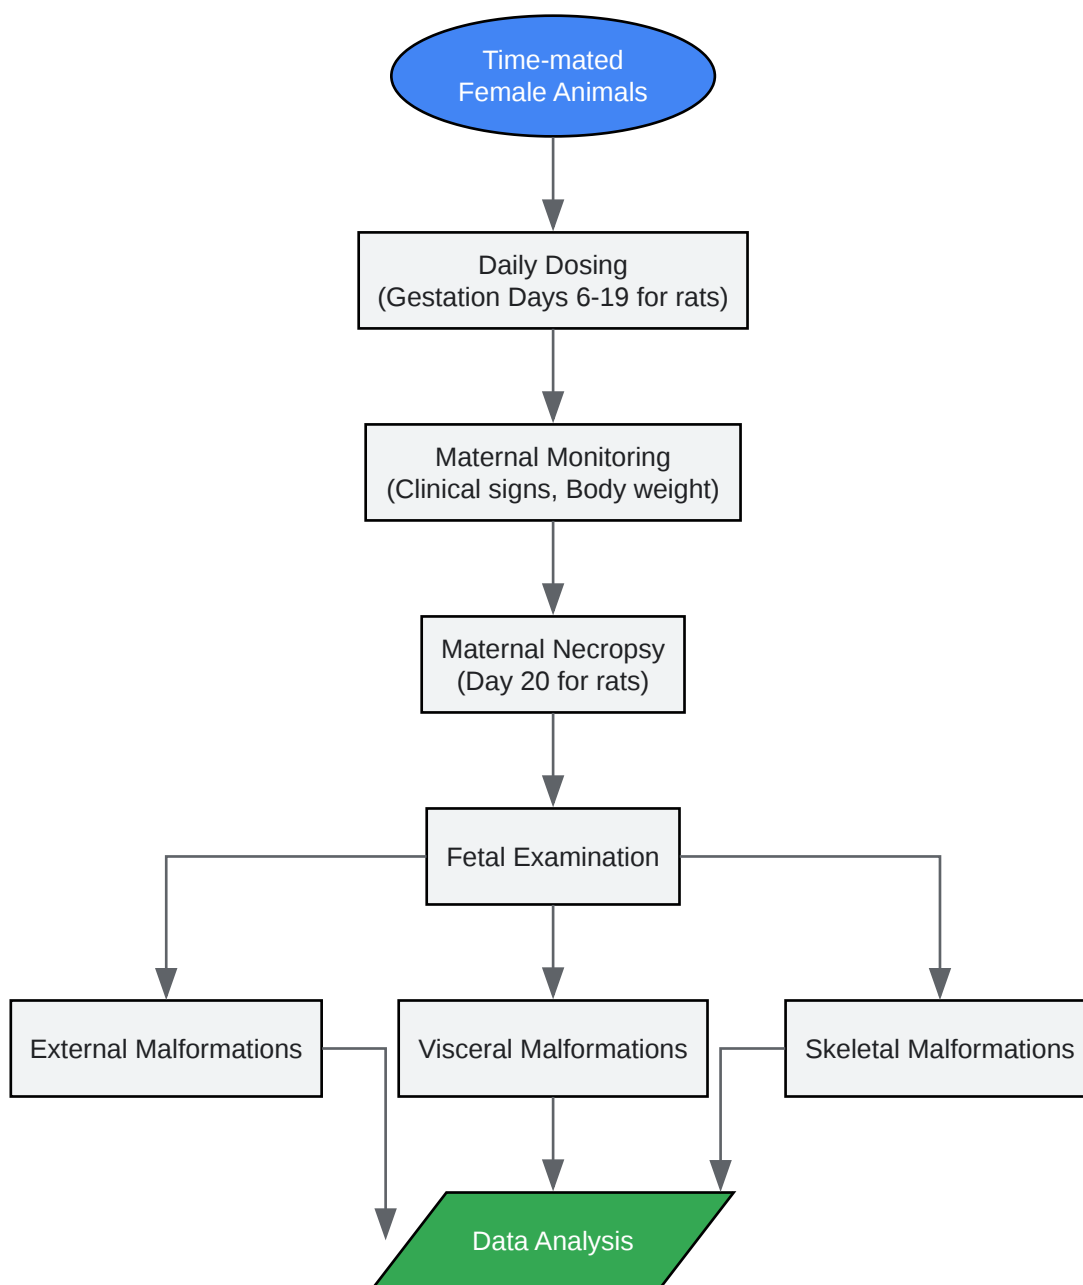 Time-mated
Female Animals
Daily Dosing
(Gestation Days 6-19 for rats)
Maternal Monitoring
(Clinical signs, Body weight)
Maternal Necropsy
(Day 20 for rats)
Fetal Examination
External Malformations
Visceral Malformations
Skeletal Malformations
Data Analysis